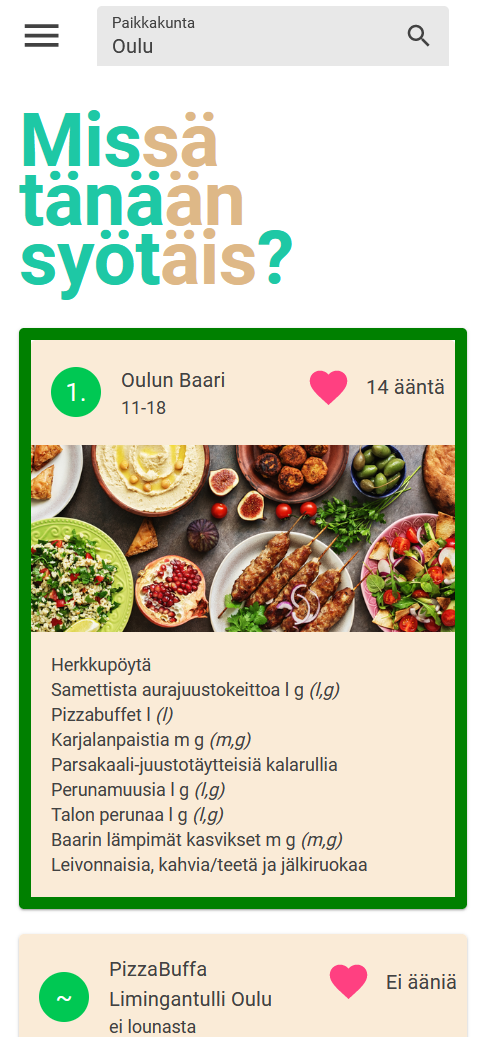 Paikkakunta
Oulu
Missä
tänään
syötäis?
1.
Oulun Baari
11-18
14 ääntä
Herkkupöytä
Samettista aurajuustokeittoa l g (l,g)
Pizzabuffet l (l)
Karjalanpaistia m g (m,g)
Parsakaali-juustotäytteisiä kalarullia
Perunamuusia l g (l,g)
Talon perunaa l g (l,g)
Baarin lämpimät kasvikset m g (m,g)
Leivonnaisia, kahvia/teetä ja jälkiruokaa
~
PizzaBuffa
Limingantulli Oulu
ei lounasta
Ei ääniä